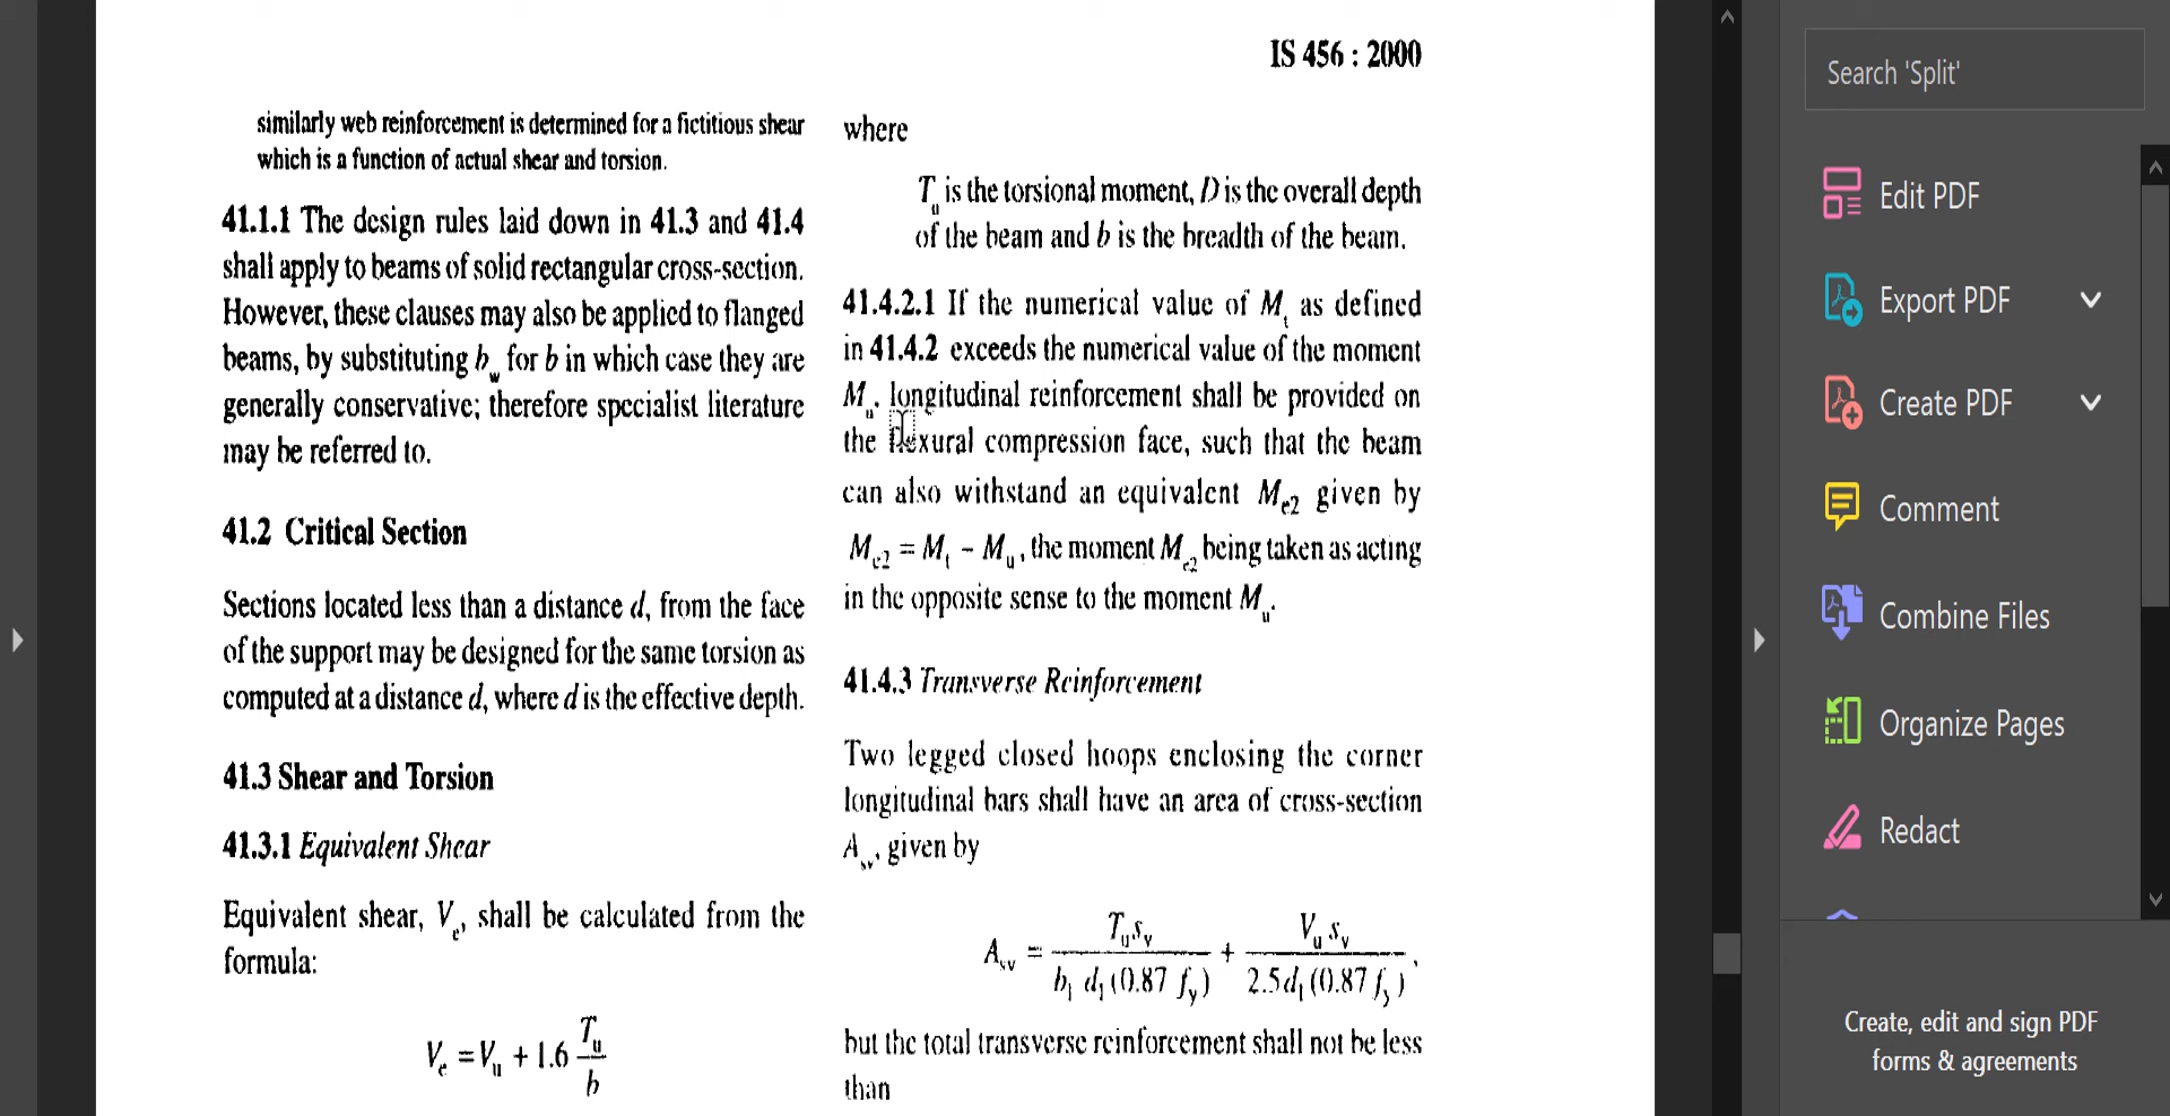 IS 456 : 2000
similarly web reinforcement is determined for a fictitious shear
which is a function of actual shear and torsion.
41.1.1 The design rules laid down in 41.3 and 41.4
shall apply to beams of solid rectangular cross-section.
However, these clauses may also be applied to flanged
beams, by substituting b_w for b in which case they are
generally conservative; therefore specialist literature
may be referred to.
41.2 Critical Section
Sections located less than a distance d, from the face
of the support may be designed for the same torsion as
computed at a distance d, where d is the effective depth.
41.3 Shear and Torsion
41.3.1 Equivalent Shear
Equivalent shear, V_e, shall be calculated from the
formula:
V_e = V_u + 1.6 T_u / b
where
T_u is the torsional moment, D is the overall depth
of the beam and b is the breadth of the beam.
41.4.2.1 If the numerical value of M_t as defined
in 41.4.2 exceeds the numerical value of the moment
M_u, longitudinal reinforcement shall be provided on
the flexural compression face, such that the beam
can also withstand an equivalent M_e2 given by
M_e2 = M_t - M_u, the moment M_e2 being taken as acting
in the opposite sense to the moment M_u.
41.4.3 Transverse Reinforcement
Two legged closed hoops enclosing the corner
longitudinal bars shall have an area of cross-section
A_sv, given by
A_sv = T_u s_v / b_1 d_1 (0.87 f_y) + V_u s_v / 2.5 d_1 (0.87 f_y),
but the total transverse reinforcement shall not be less
than
Search 'Split'
Edit PDF
Export PDF
Create PDF
Comment
Combine Files
Organize Pages
Redact
Create, edit and sign PDF
forms & agreements